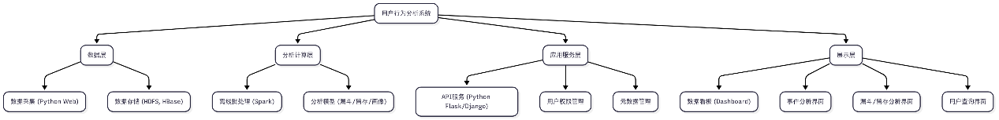 用户行为分析系统
数据层
分析计算层
应用服务层
展示层
数据采集 (Python Web)
数据存储 (HDFS, HBase)
离线批处理 (Spark)
分析模型 (漏斗/留存/画像)
API服务 (Python
Flask/Django)
用户权限管理
元数据管理
数据看板 (Dashboard)
事件分析界面
漏斗/留存分析界面
用户查询界面